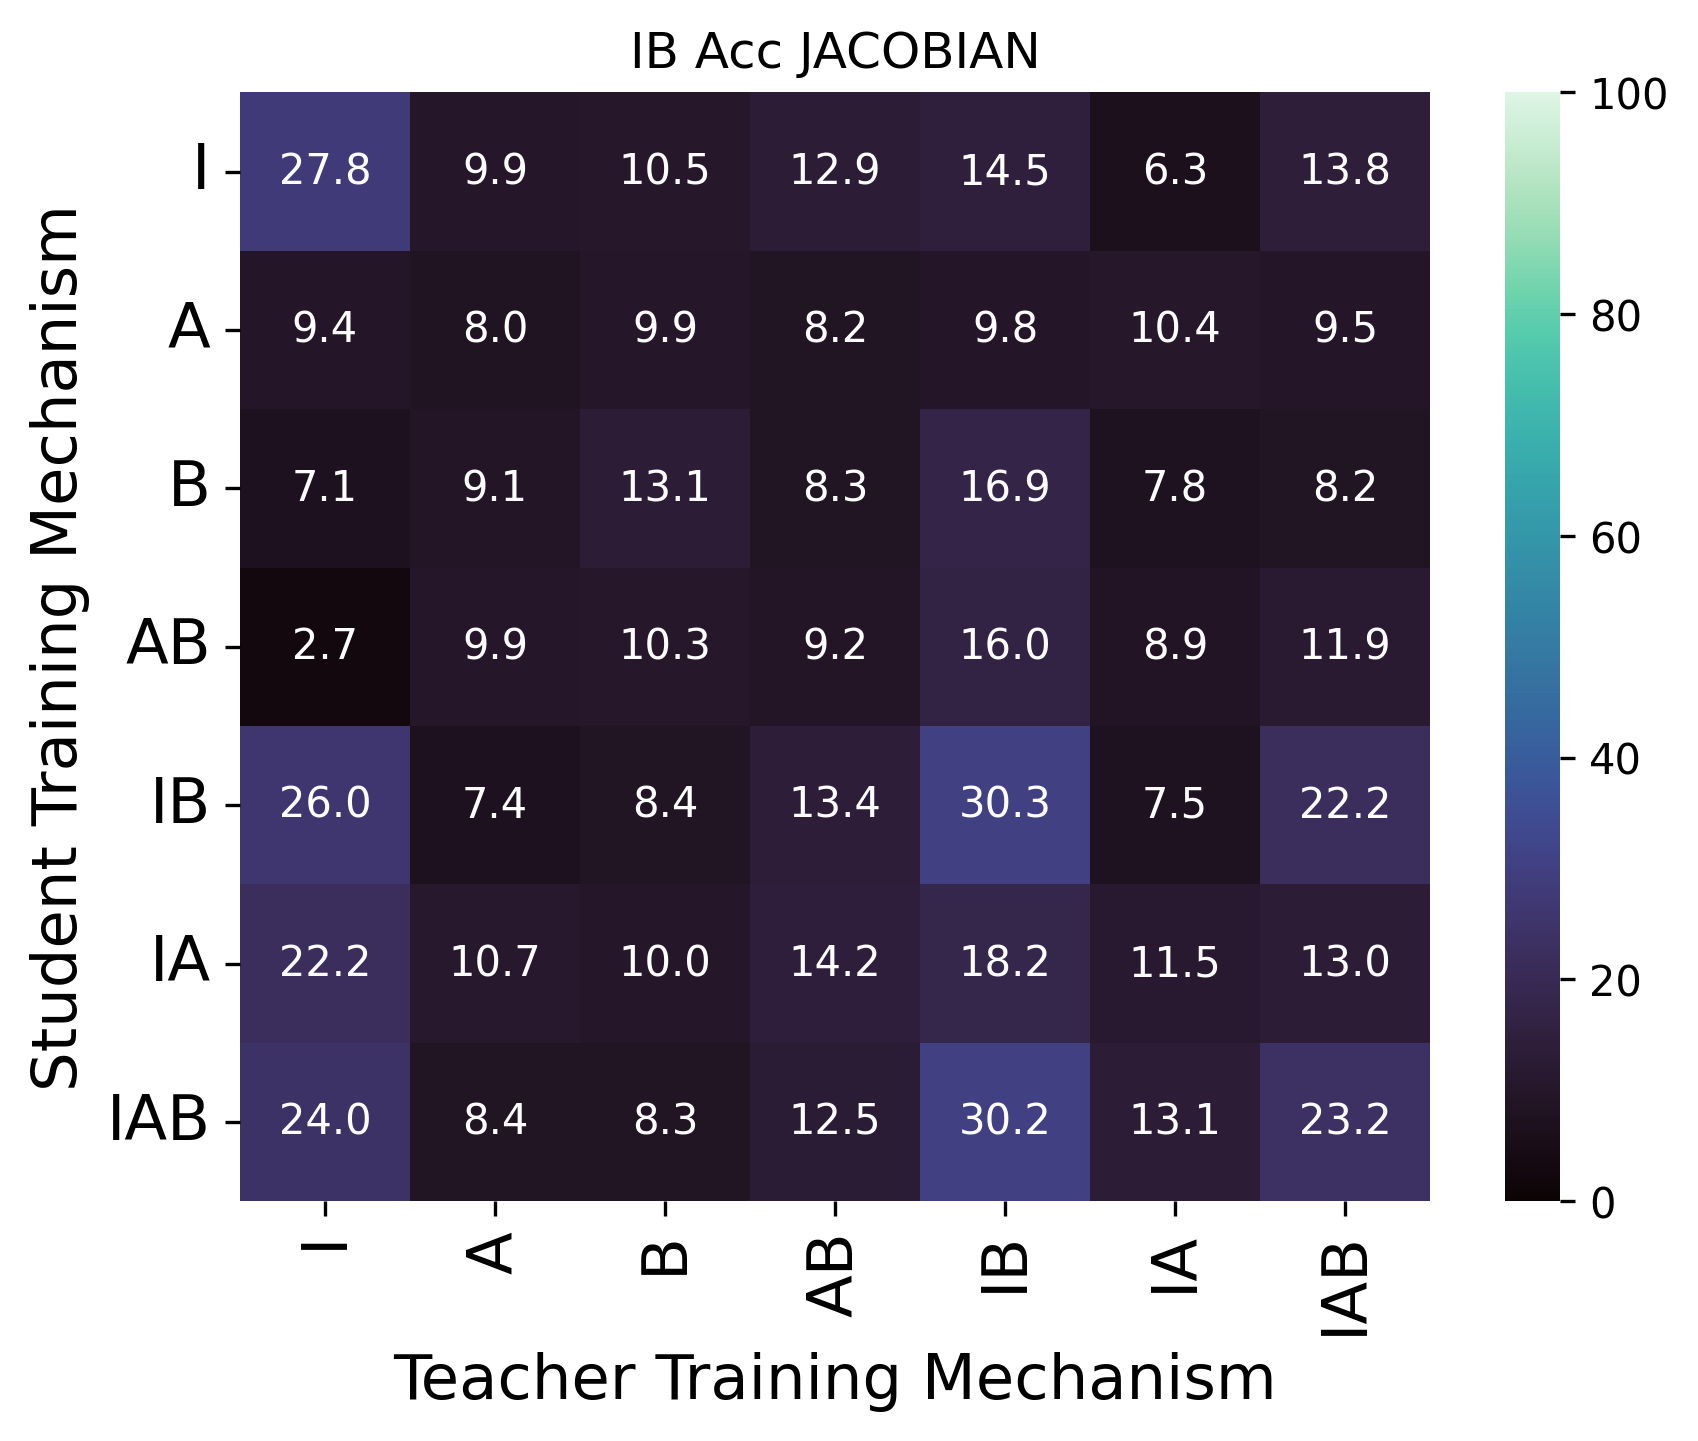 IB Acc JACOBIAN
Student Training Mechanism
I 27.8 9.9 10.5 12.9 14.5 6.3 13.8
A 9.4 8.0 9.9 8.2 9.8 10.4 9.5
B 7.1 9.1 13.1 8.3 16.9 7.8 8.2
AB 2.7 9.9 10.3 9.2 16.0 8.9 11.9
IB 26.0 7.4 8.4 13.4 30.3 7.5 22.2
IA 22.2 10.7 10.0 14.2 18.2 11.5 13.0
IAB 24.0 8.4 8.3 12.5 30.2 13.1 23.2
I A B AB IB IA IAB
Teacher Training Mechanism
100
80
60
40
20
0